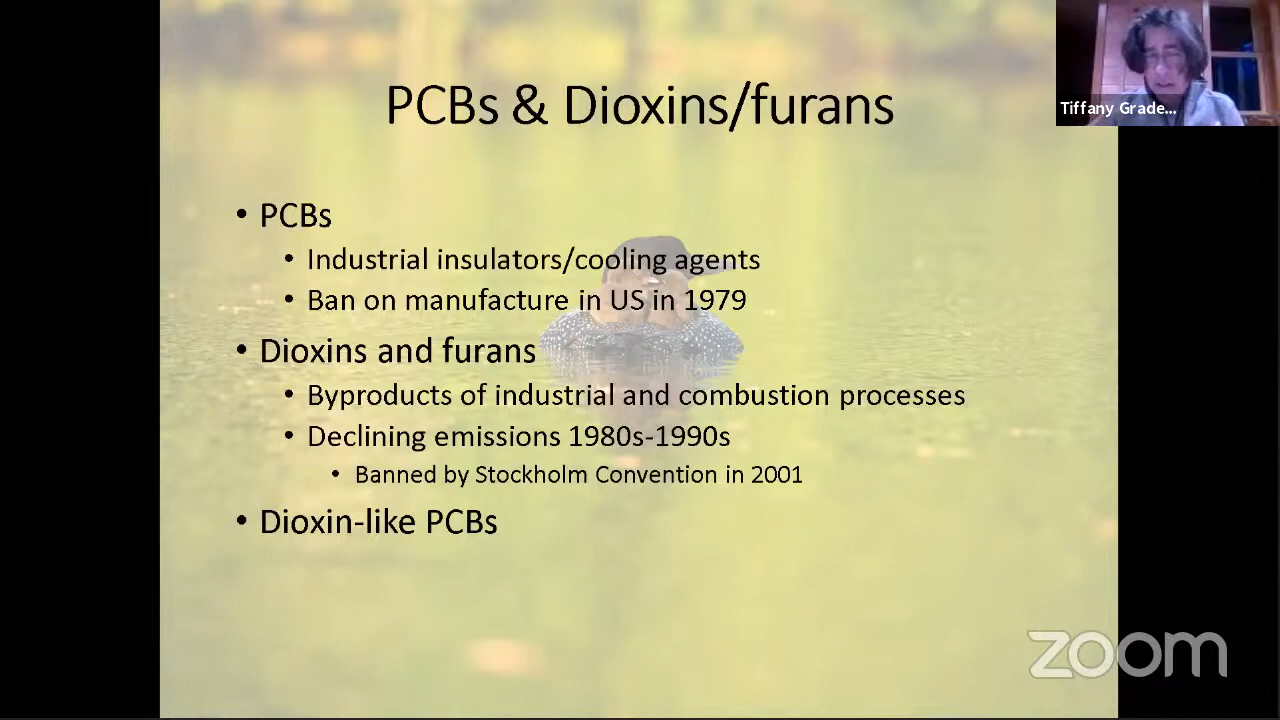 PCBs & Dioxins/furans
Tiffany Grade...
• PCBs
• Industrial insulators/cooling agents
• Ban on manufacture in US in 1979
• Dioxins and furans
• Byproducts of industrial and combustion processes
• Declining emissions 1980s-1990s
• Banned by Stockholm Convention in 2001
• Dioxin-like PCBs
zoom